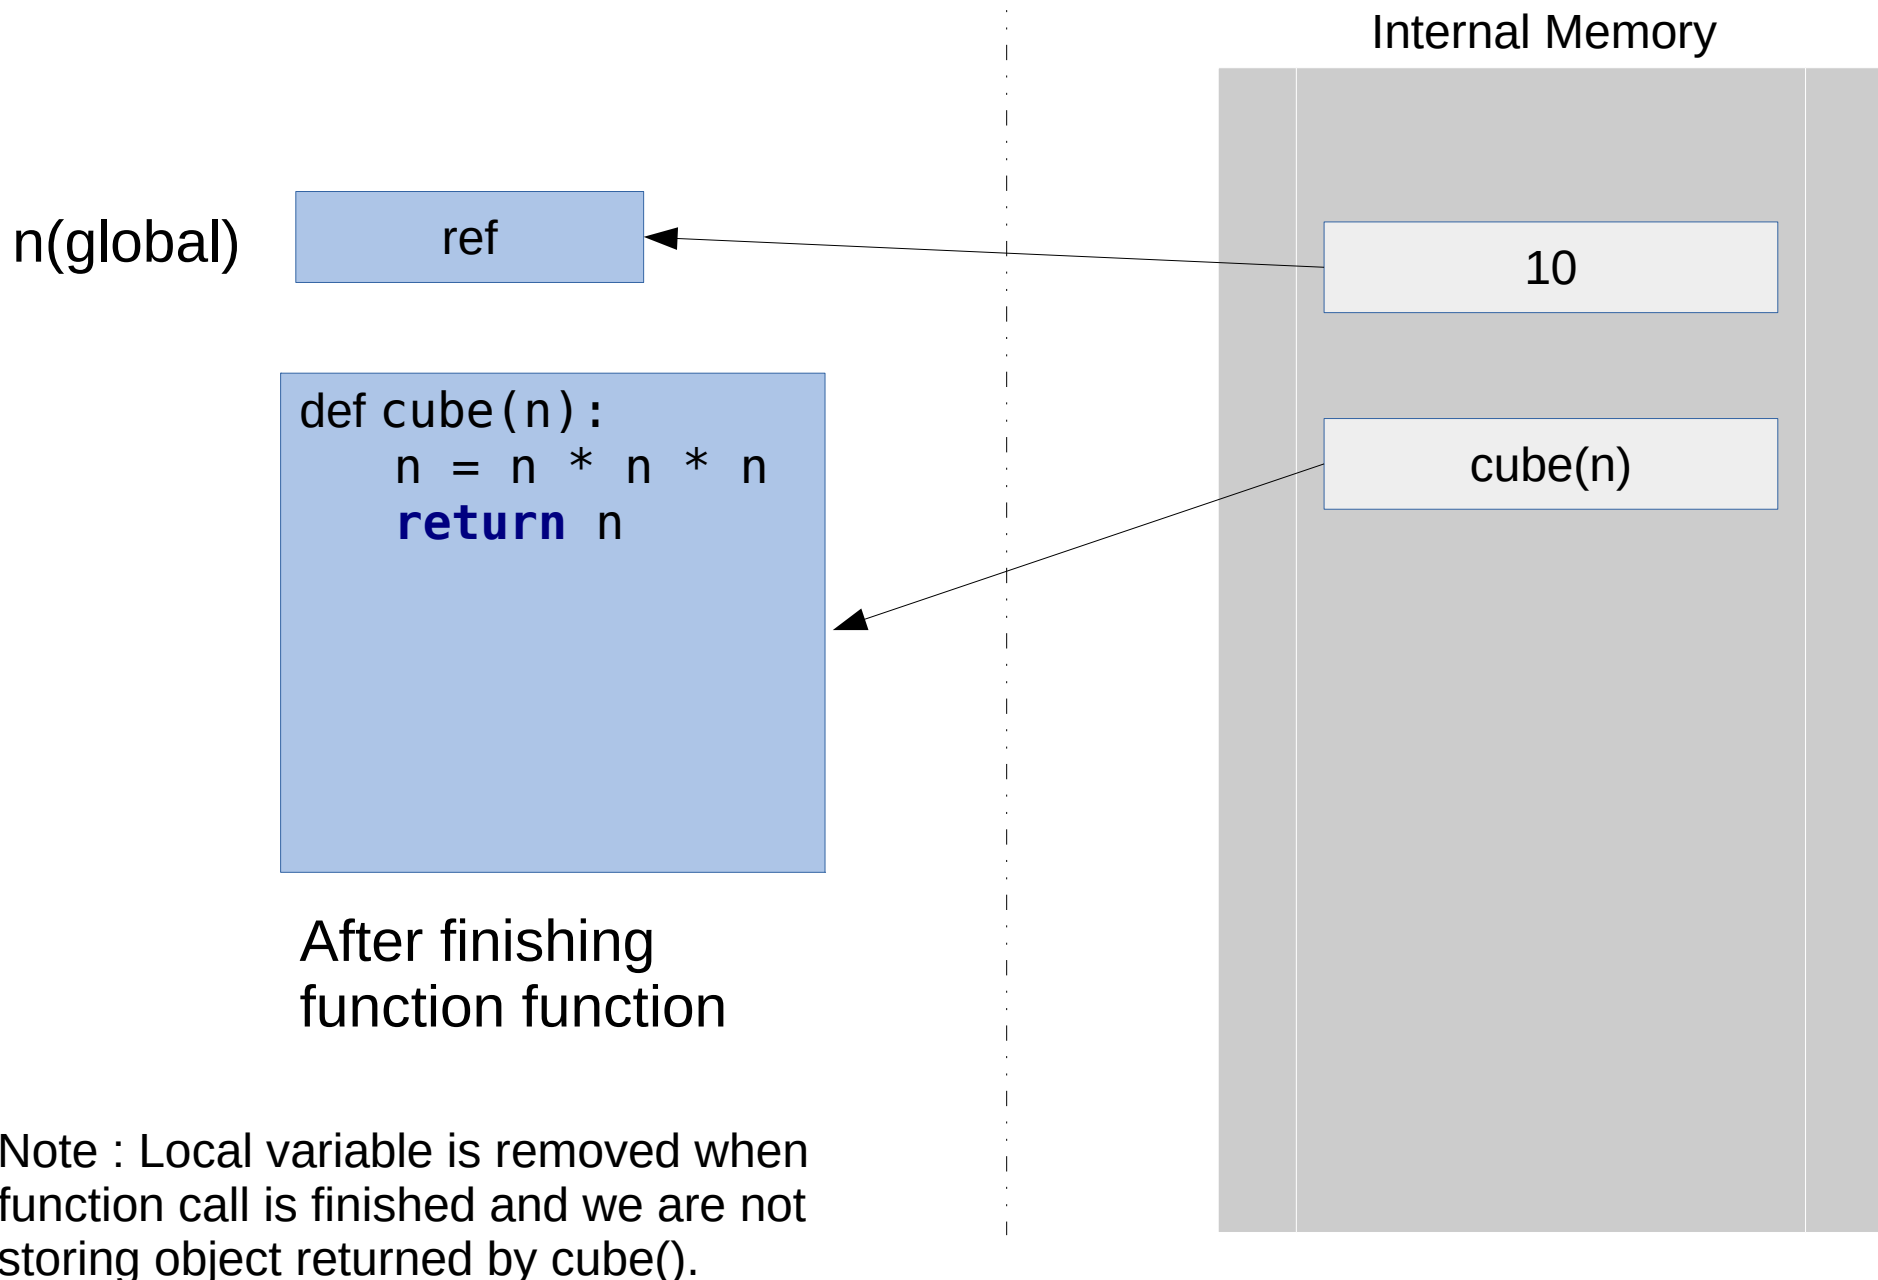 Internal Memory
n(global)
ref
10
def cube(n):
n = n * n * n
return n
cube(n)
After finishing
function function
Note : Local variable is removed when
function call is finished and we are not
storing object returned by cube().